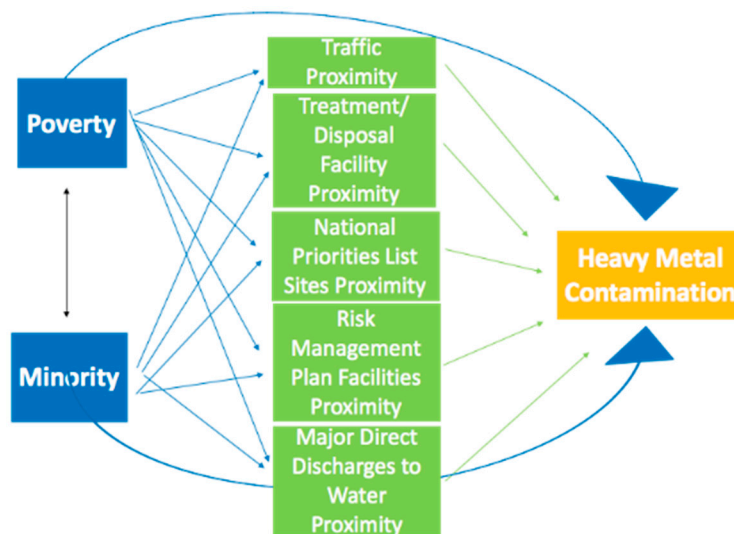 Traffic
Proximity
Poverty
Treatment/
Disposal
Facility
Proximity
National
Priorities List
Sites Proximity
Heavy Metal
Contamination
Minority
Risk
Management
Plan Facilities
Proximity
Major Direct
Discharges to
Water
Proximity